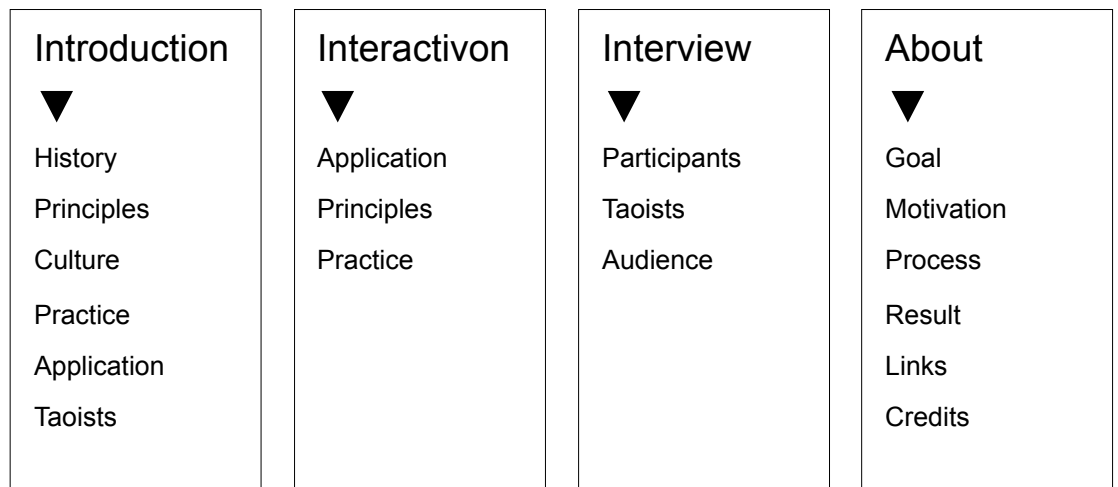 Introduction
History
Principles
Culture
Practice
Application
Taoists
Interactivon
Application
Principles
Practice
Interview
Participants
Taoists
Audience
About
Goal
Motivation
Process
Result
Links
Credits